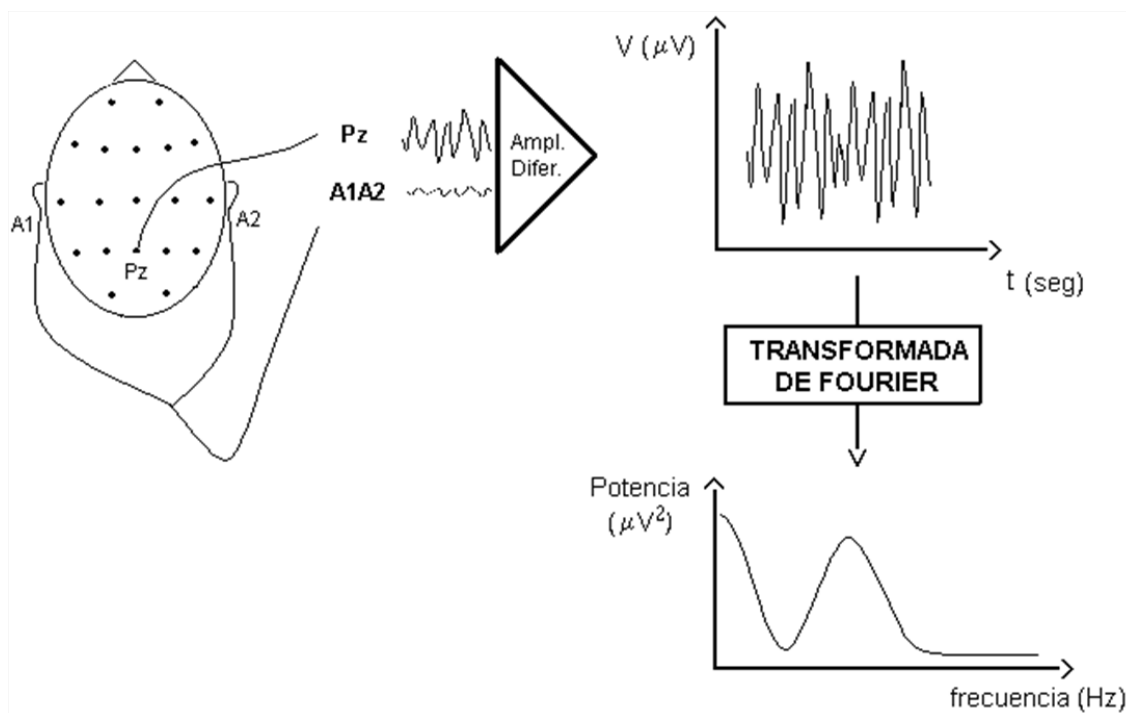 A1
A2
Pz
Pz
A1A2
Ampl.
Difer.
V (μV)
t (seg)
TRANSFORMADA
DE FOURIER
Potencia
(μV²)
frecuencia (Hz)